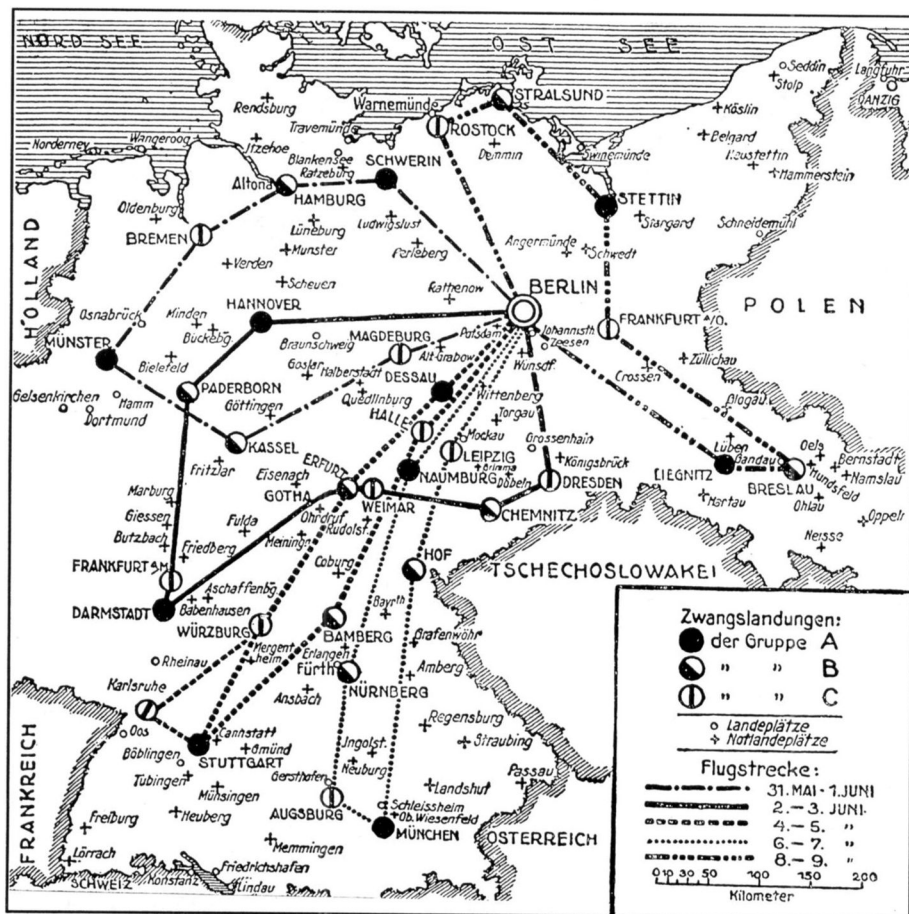 NORD SEE
OST SEE
Seddin
Stolp
Langfuhr
DANZIG
Rendsburg
Warnemünde
STRALSUND
Köslin
Jtzehoe
Travemünde
ROSTOCK
Belgard
Norderney
Wangeroog
Blankensee
Ratzeburg
Demmin
Swinemünde
Neustettin
SCHWERIN
Hammerstein
Altona
HAMBURG
STETTIN
Oldenburg
Stargard
Schneidemühl
Lüneburg
Ludwigslust
BREMEN
Munster
Angermünde
Schwedt
Verden
Perleberg
Scheuen
HOLLAND
Rathenow
BERLIN
POLEN
HANNOVER
Osnabrück
Minden
Bückebg.
Braunschweig
MAGDEBURG
Potsdam
Johannisth.
Zeesen
FRANKFURT a/O.
MÜNSTER
Bielefeld
Goslar
Halberstadt
Alt-Grabow
Wunsdf.
Züllichau
PADERBORN
DESSAU
Crossen
Gelsenkirchen
Hamm
Quedlinburg
Wittenberg
Dortmund
Göttingen
HALLE
Torgau
Glogau
Mockau
Grossenhain
KASSEL
LEIPZIG
Lüben
Oels
Fritzlar
ERFURT
Grimma
Königsbrück
Bandau
Bernstadt
Eisenach
NAUMBURG
Döbeln
LIEGNITZ
Hundsfeld
Namslau
GOTHA
DRESDEN
BRESLAU
Marburg
WEIMAR
Hartau
Ohlau
Giessen
Ohrdruf
Rudolst.
CHEMNITZ
Oppeln
Butzbach
Fulda
Meining.
Neisse
Friedberg
Coburg
HOF
TSCHECHOSLOWAKEI
FRANKFURT a/M.
Aschaffenbg.
Bayrth.
DARMSTADT
Babenhausen
WÜRZBURG
BAMBERG
Grafenwöhr
Rheinau
Mergent
heim
Erlangen
Fürth
Amberg
Karlsruhe
Ansbach
NÜRNBERG
Oos
Canhstatt
Regensburg
Böblingen
Gmünd
Ingolst.
Straubing
STUTTGART
Neuburg
Tübingen
Gersthofen
Passau
Münsingen
Landshut
FRANKREICH
Heuberg
AUGSBURG
Schleissheim
Ob. Wiesenfeld
Freiburg
MÜNCHEN
ÖSTERREICH
Memmingen
Lörrach
Friedrichshafen
SCHWEIZ
Konstanz
Lindau
Zwangslandungen:
der Gruppe A
" " B
" " C
Landeplätze
Notlandeplätze
Flugstrecke:
31. MAI - 1. JUNI
2. - 3. JUNI.
4. - 5. "
6. - 7. "
8. - 9. "
0 10 30 50 100 150 200
Kilometer